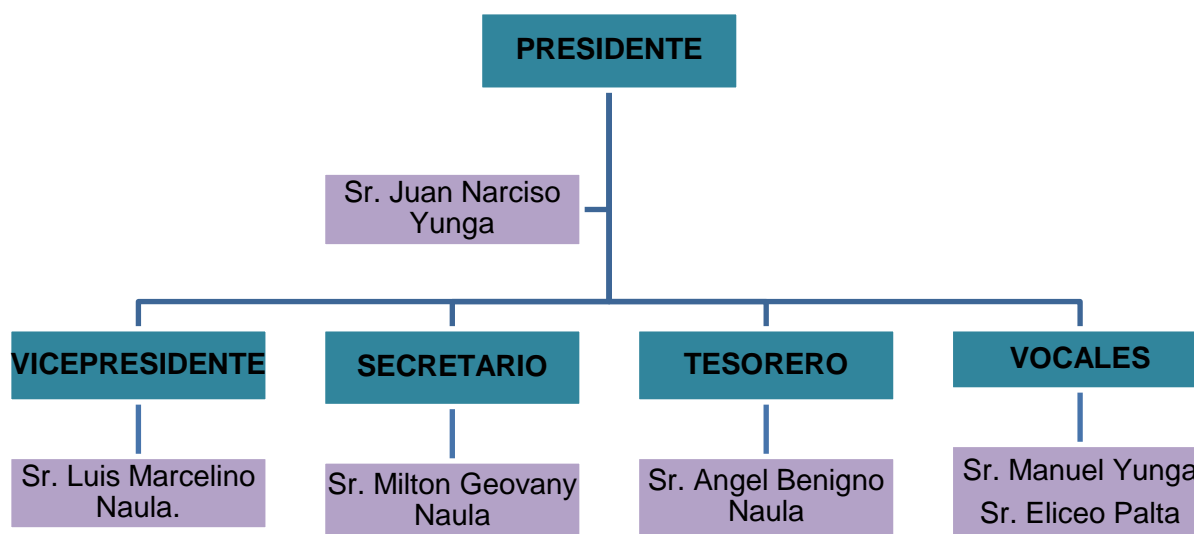 PRESIDENTE
Sr. Juan Narciso
Yunga
VICEPRESIDENTE
SECRETARIO
TESORERO
VOCALES
Sr. Luis Marcelino
Naula.
Sr. Milton Geovany
Naula
Sr. Angel Benigno
Naula
Sr. Manuel Yunga
Sr. Eliceo Palta